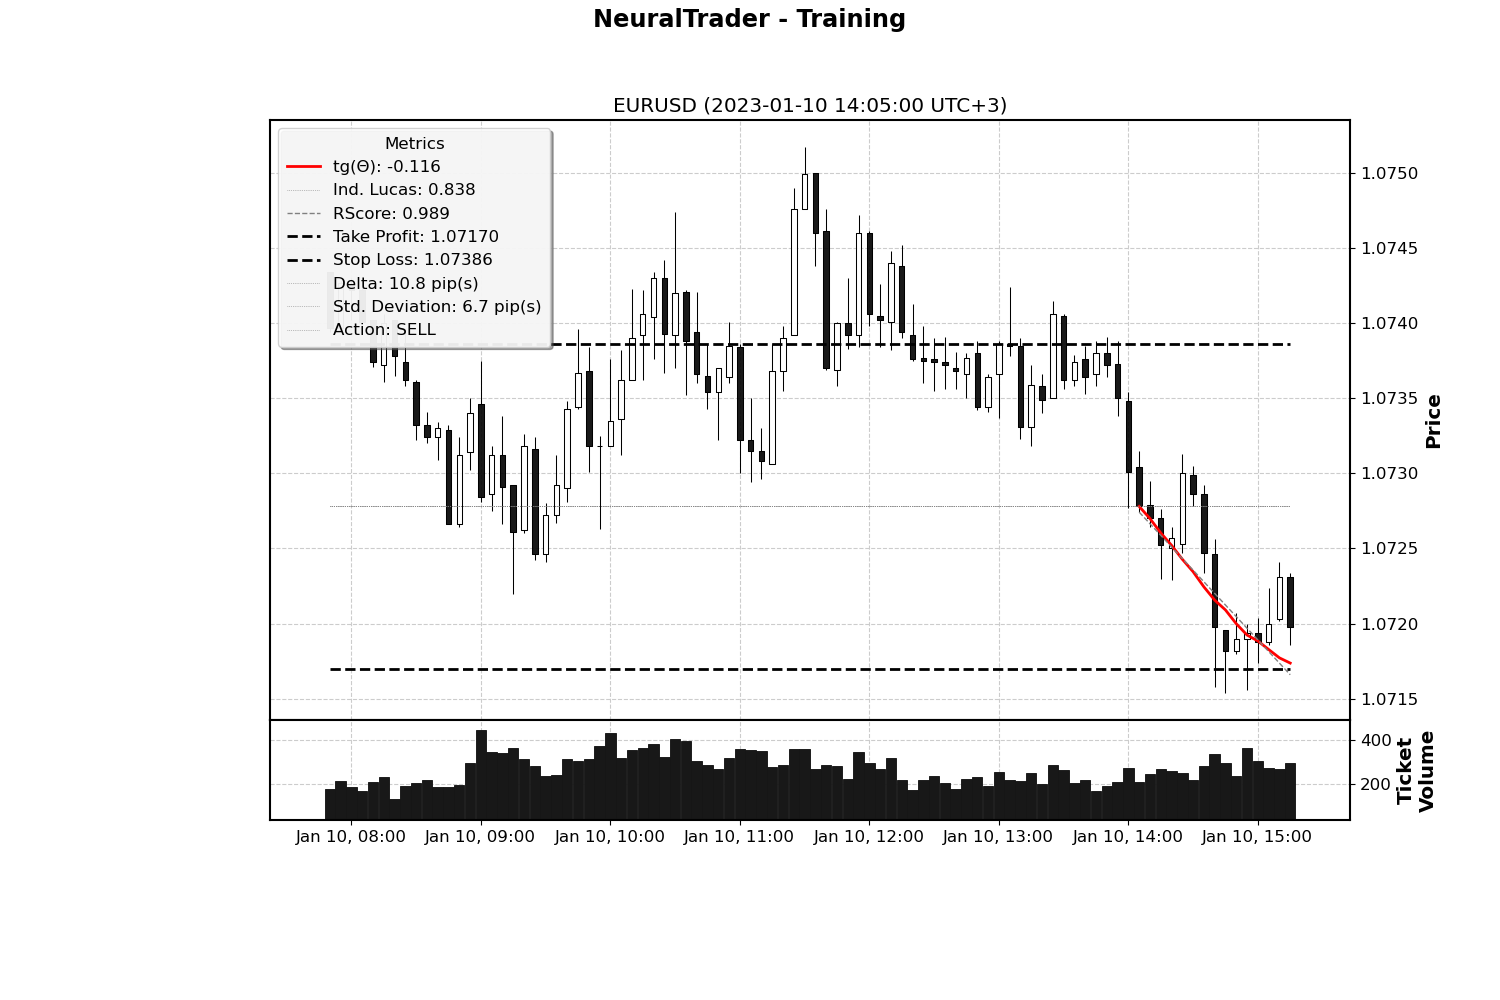 NeuralTrader - Training
EURUSD (2023-01-10 14:05:00 UTC+3)
Metrics
tg(Θ): -0.116
Ind. Lucas: 0.838
RScore: 0.989
Take Profit: 1.07170
Stop Loss: 1.07386
Delta: 10.8 pip(s)
Std. Deviation: 6.7 pip(s)
Action: SELL
1.0750
1.0745
1.0740
1.0735
1.0730
1.0725
1.0720
1.0715
Price
400
200
Ticket
Volume
Jan 10, 08:00
Jan 10, 09:00
Jan 10, 10:00
Jan 10, 11:00
Jan 10, 12:00
Jan 10, 13:00
Jan 10, 14:00
Jan 10, 15:00